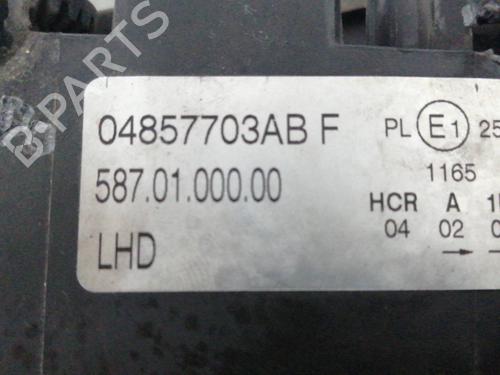 B-PARTS
04857703AB F
587.01.000.00
LHD
PL E1 25
1165
HCR A
04 02